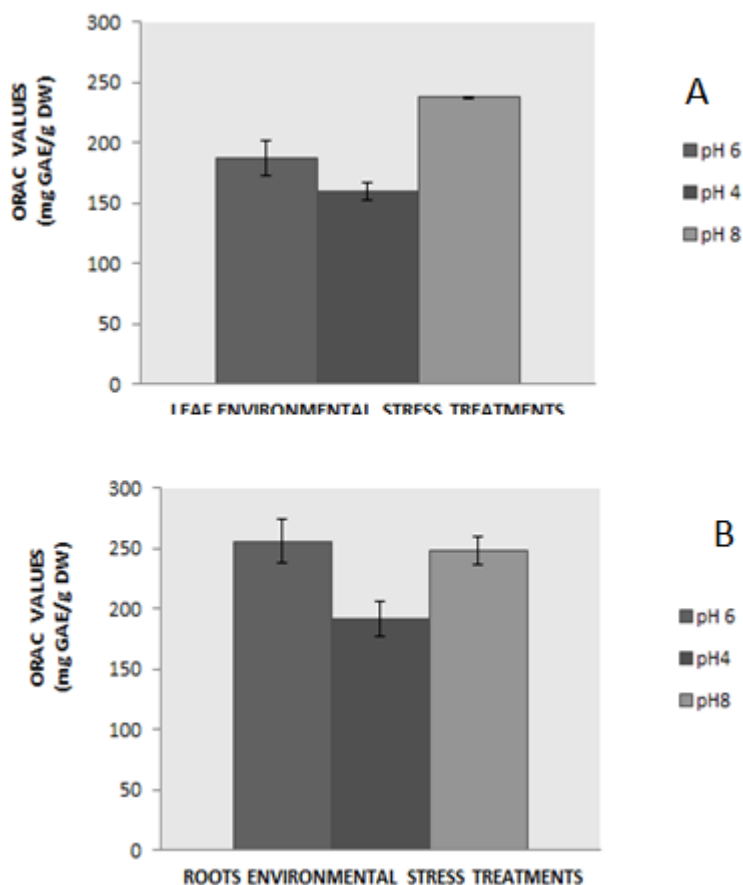 300
250
200
150
100
50
0
ORAC VALUES
(mg GAE/g DW)
LEAF ENVIRONMENTAL STRESS TREATMENTS
A
pH 6
pH 4
pH 8
300
250
200
150
100
50
0
ORAC VALUES
(mg GAE/g DW)
ROOTS ENVIRONMENTAL STRESS TREATMENTS
B
pH 6
pH4
pH8